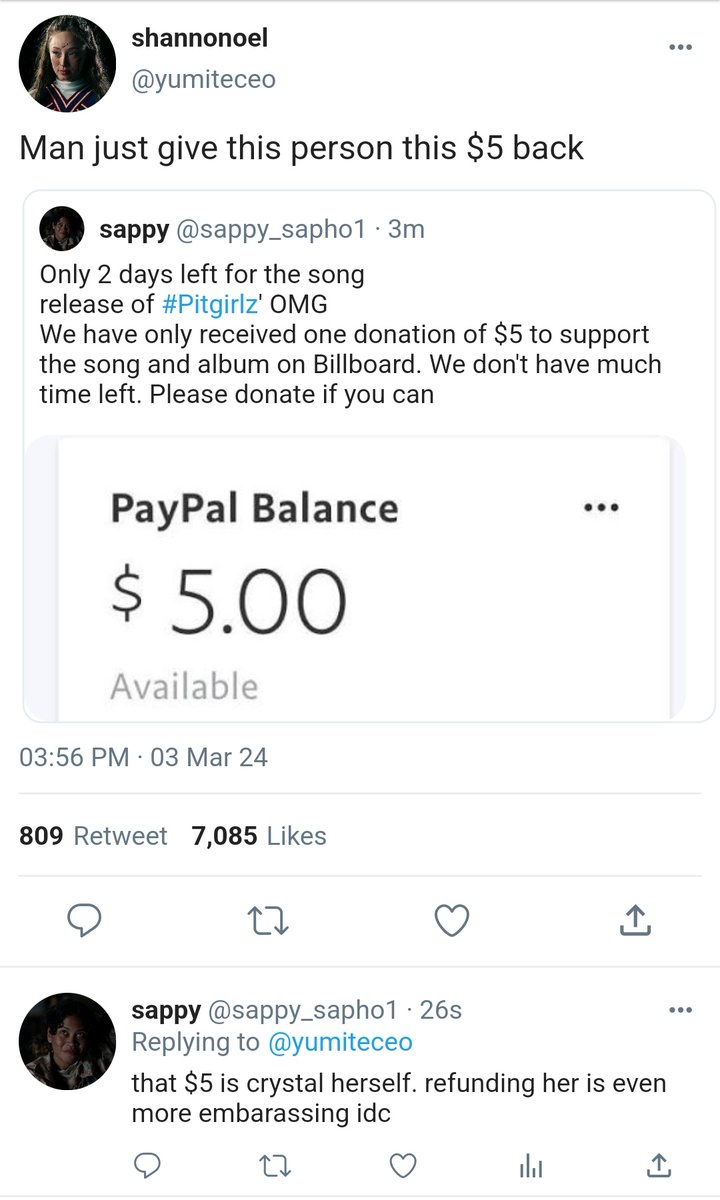 shannonoel
@yumiteceo
Man just give this person this $5 back
sappy @sappy_sapho1 · 3m
Only 2 days left for the song
release of #Pitgirlz' OMG
We have only received one donation of $5 to support
the song and album on Billboard. We don't have much
time left. Please donate if you can
PayPal Balance
$ 5.00
Available
03:56 PM · 03 Mar 24
809 Retweet 7,085 Likes
sappy @sappy_sapho1 · 26s
Replying to @yumiteceo
that $5 is crystal herself. refunding her is even
more embarassing idc